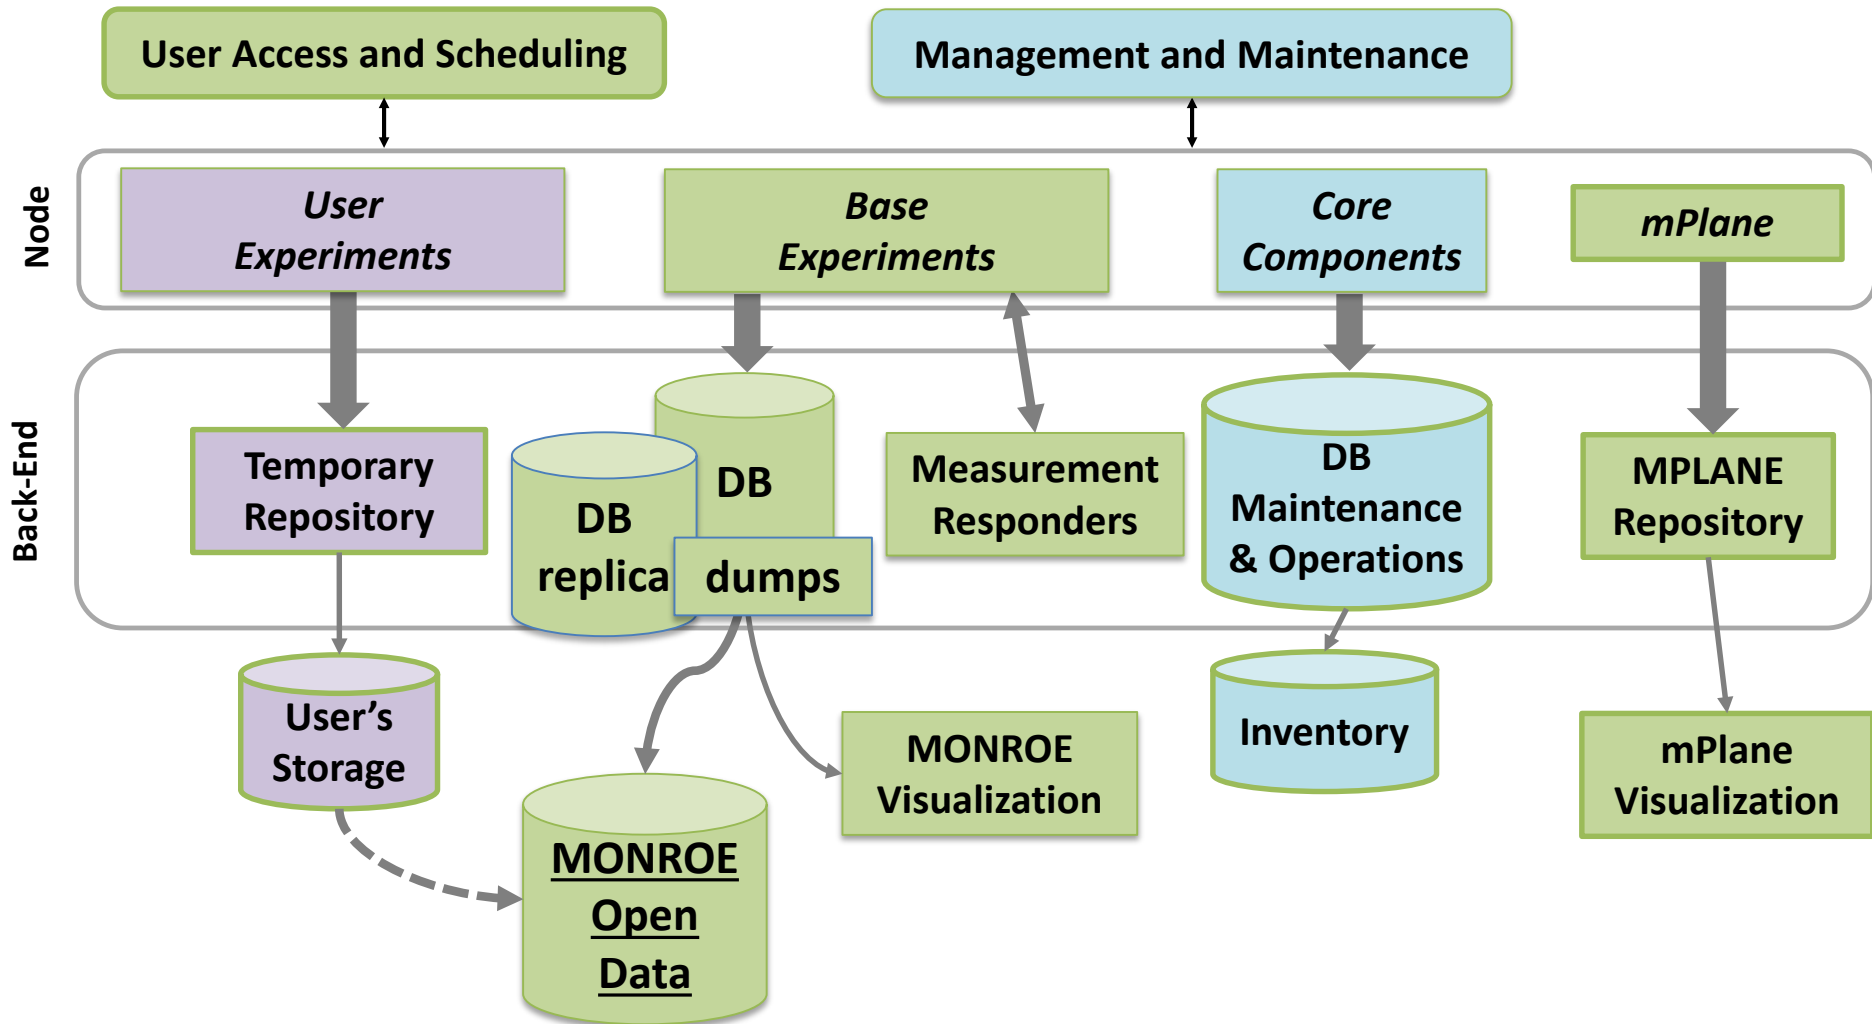 User Access and Scheduling
Management and Maintenance
Node
User
Experiments
Base
Experiments
Core
Components
mPlane
Back-End
Temporary
Repository
DB
DB
replica
dumps
Measurement
Responders
DB
Maintenance
& Operations
MPLANE
Repository
User’s
Storage
MONROE
Open
Data
MONROE
Visualization
Inventory
mPlane
Visualization